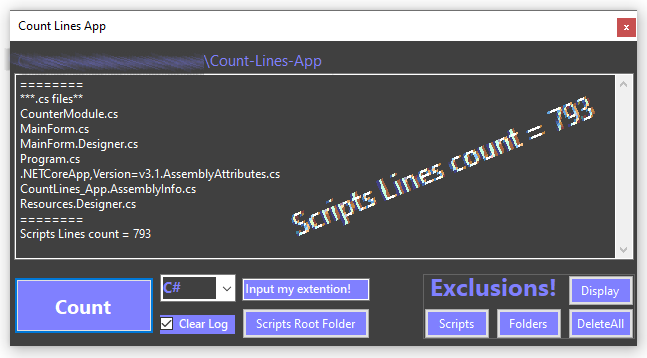 Count Lines App
x
\Count-Lines-App
========
***.cs files**
CounterModule.cs
MainForm.cs
MainForm.Designer.cs
Program.cs
.NETCoreApp,Version=v3.1.AssemblyAttributes.cs
CountLines_App.AssemblyInfo.cs
Resources.Designer.cs
========
Scripts Lines count = 793
Scripts Lines count = 793
Count
C#
Input my extention!
Clear Log
Scripts Root Folder
Exclusions!
Display
Scripts
Folders
DeleteAll